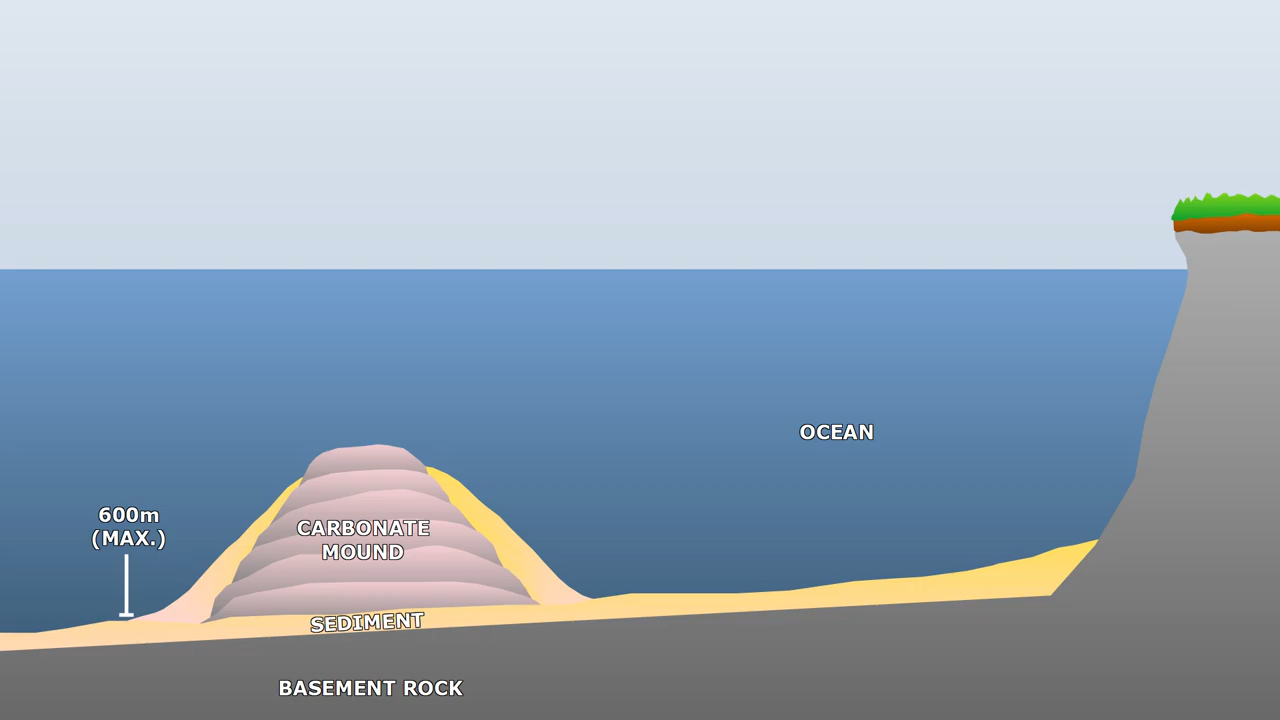 OCEAN
600m
(MAX.)
CARBONATE
MOUND
SEDIMENT
BASEMENT ROCK